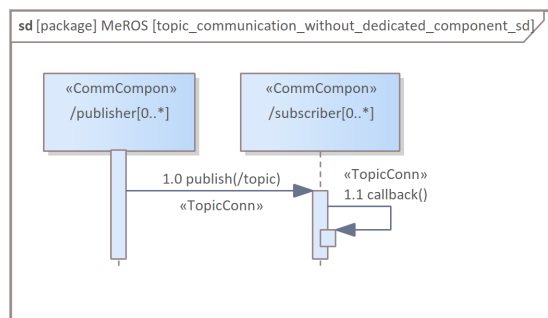 sd [package] MeROS [topic_communication_without_dedicated_component_sd]
«CommCompon»
/publisher[0..*]
«CommCompon»
/subscriber[0..*]
1.0 publish(/topic)
«TopicConn»
«TopicConn»
1.1 callback()